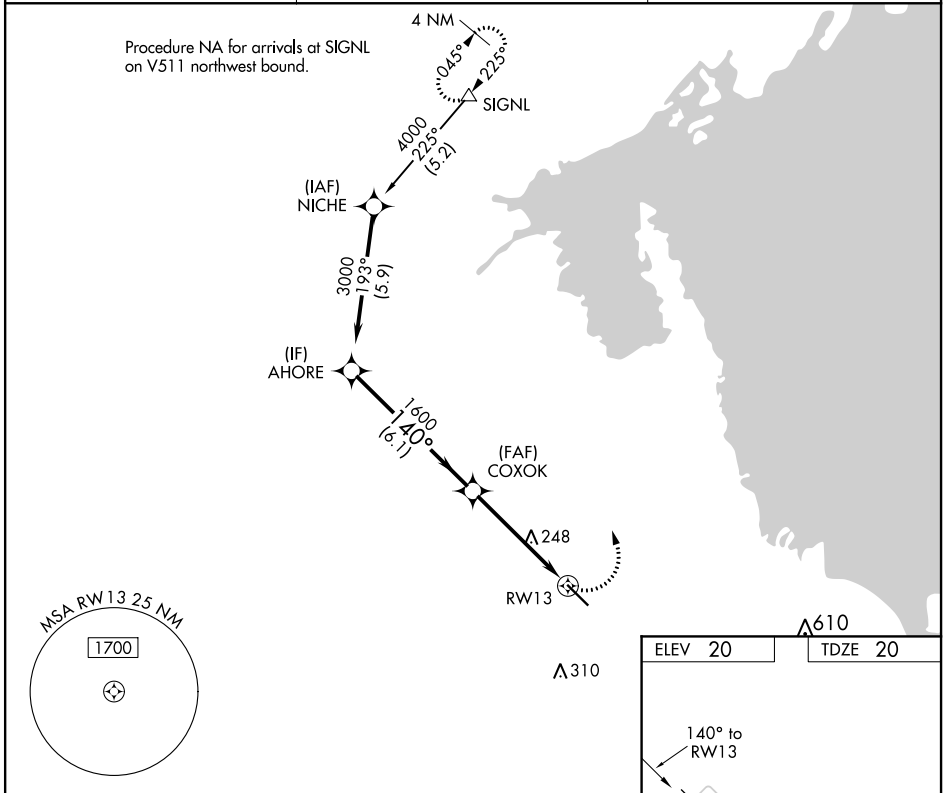 Procedure NA for arrivals at SIGNL
on V511 northwest bound.
4 NM
045°
225°
SIGNL
4000
225°
(5.2)
(IAF)
NICHE
3000
193°
(5.9)
(IF)
AHORE
1600
140°
(6.1)
(FAF)
COXOK
248
RW13
MSA RW13 25 NM
1700
310
610
ELEV 20
TDZE 20
140° to
RW13